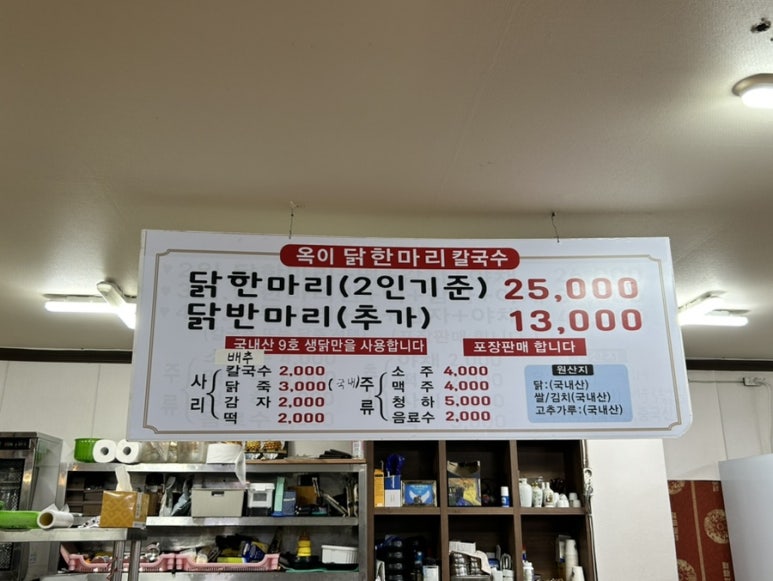 옥이 닭한마리 칼국수
닭한마리(2인기준) 25,000
닭반마리(추가) 13,000
국내산 9호 생닭만을 사용합니다 포장판매 합니다
배추
사리
칼국수 2,000
닭 죽 3,000(국내)
감 자 2,000
떡 2,000
주류
소 주 4,000
맥 주 4,000
청 하 5,000
음료수 2,000
원산지
닭:(국내산)
쌀/김치(국내산)
고추가루:(국내산)